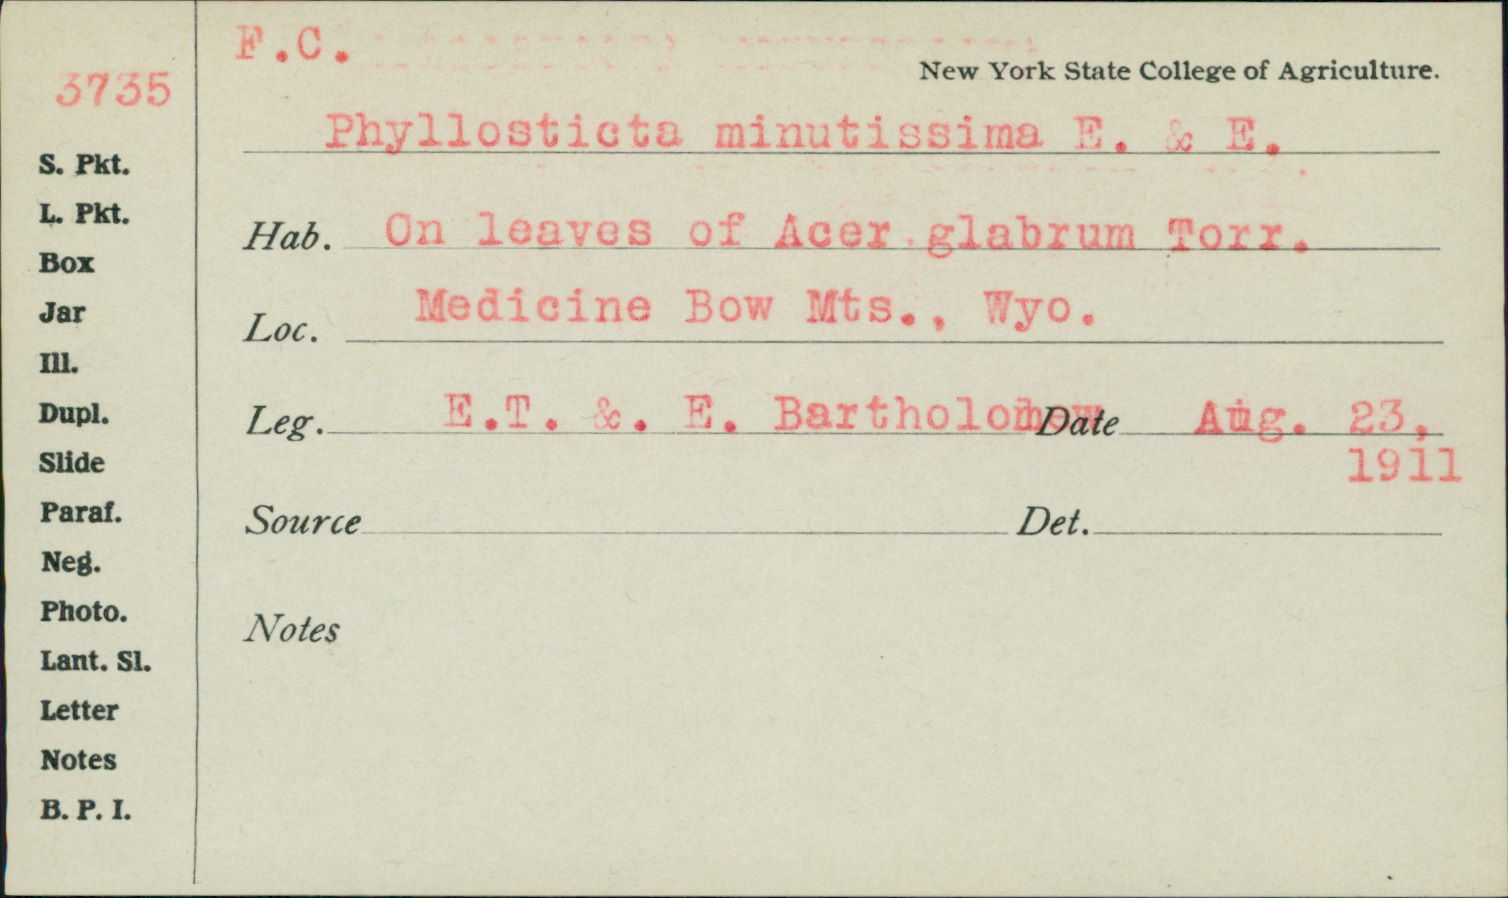 F.C.
3735
New York State College of Agriculture.
Phyllosticta minutissima E. & E.
S. Pkt.
L. Pkt.
Box
Jar
Ill.
Dupl.
Slide
Paraf.
Neg.
Photo.
Lant. Sl.
Letter
Notes
B. P. I.
Hab. On leaves of Acer glabrum Torr.
Loc. Medicine Bow Mts., Wyo.
Leg. E.T. &. E. Bartholomew Date Aug. 23,
1911
Source Det.
Notes